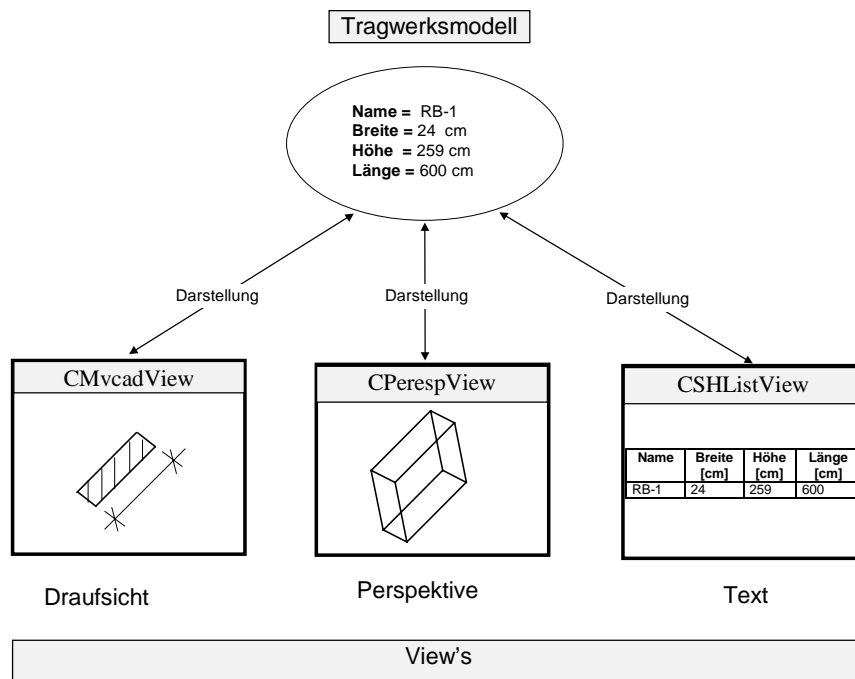 Tragwerksmodell
Name = RB-1
Breite = 24 cm
Höhe = 259 cm
Länge = 600 cm
Darstellung Darstellung Darstellung
CMvcadView CPerespView CSHListView
Name Breite [cm] Höhe [cm] Länge [cm]
RB-1 24 259 600
Draufsicht Perspektive Text
View's